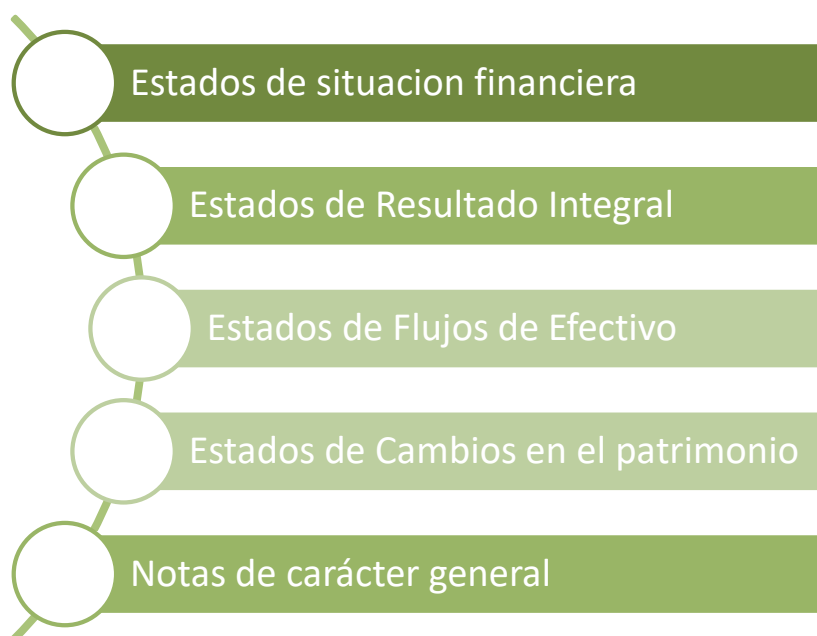 Estados de situacion financiera
Estados de Resultado Integral
Estados de Flujos de Efectivo
Estados de Cambios en el patrimonio
Notas de carácter general